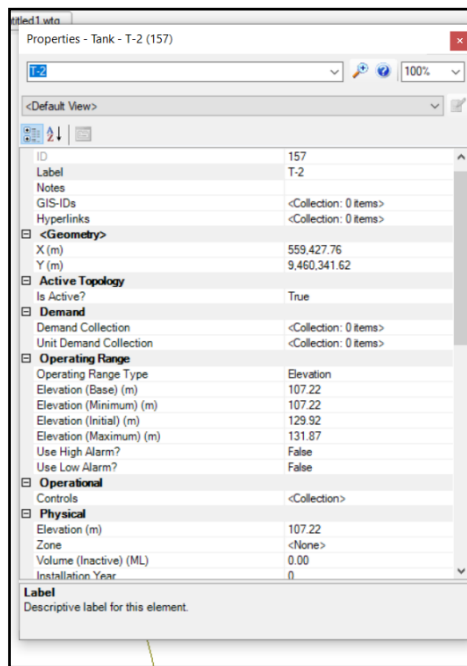 titled1.wtg
Properties - Tank - T-2 (157)
T-2 100%
<Default View>
ID 157
Label T-2
Notes
GIS-IDs <Collection: 0 items>
Hyperlinks <Collection: 0 items>
<Geometry>
X (m) 559,427.76
Y (m) 9,460,341.62
Active Topology
Is Active? True
Demand
Demand Collection <Collection: 0 items>
Unit Demand Collection <Collection: 0 items>
Operating Range
Operating Range Type Elevation
Elevation (Base) (m) 107.22
Elevation (Minimum) (m) 107.22
Elevation (Initial) (m) 129.92
Elevation (Maximum) (m) 131.87
Use High Alarm? False
Use Low Alarm? False
Operational
Controls <Collection>
Physical
Elevation (m) 107.22
Zone <None>
Volume (Inactive) (ML) 0.00
Installation Year 0
Label
Descriptive label for this element.